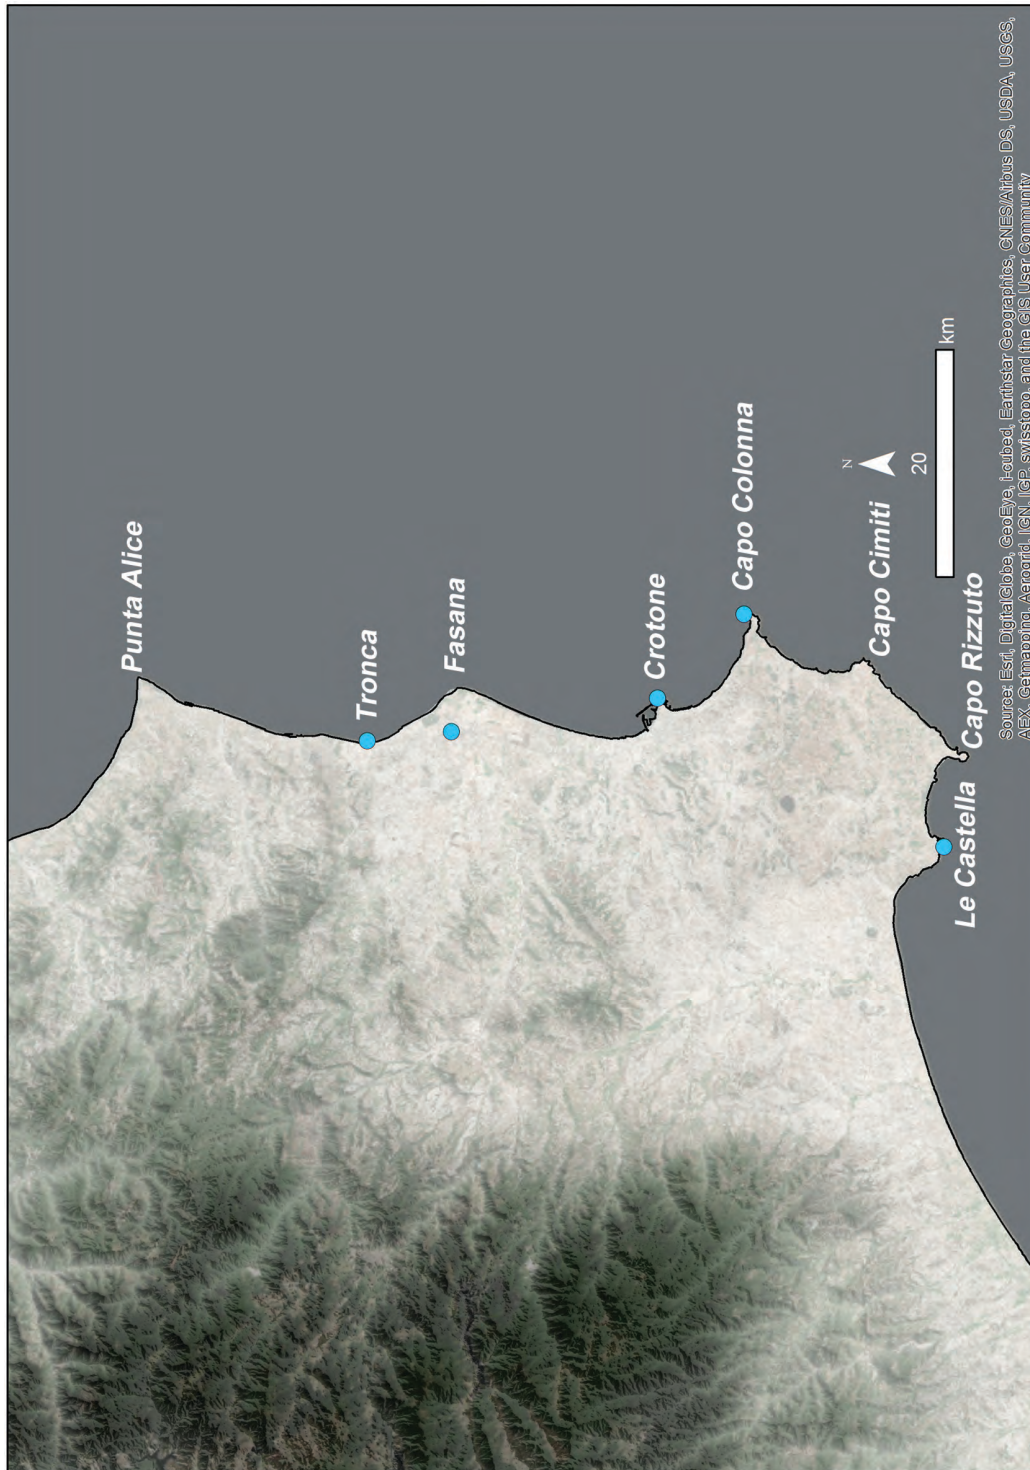 Punta Alice
Tronca
Fasana
Crotone
Capo Colonna
N
Capo Cimiti
20
km
Le Castella
Capo Rizzuto
Source: Esri, DigitalGlobe, GeoEye, i-cubed, Earthstar Geographics, CNES/Airbus DS, USDA, USGS,
AEX, Getmapping, Aerogrid, IGN, IGP, swisstopo, and the GIS User Community